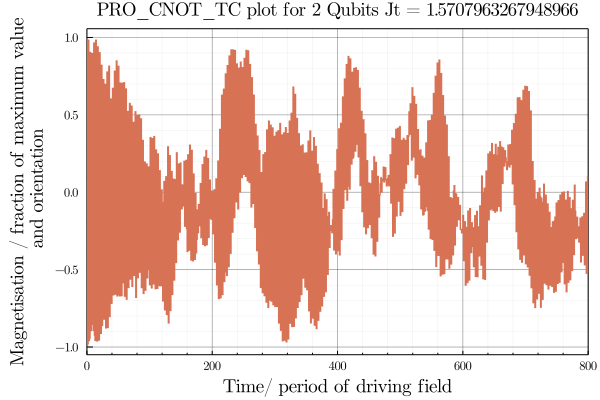 PRO_CNOT_TC plot for 2 Qubits Jt = 1.5707963267948966
Magnetisation / fraction of maximum value
and orientation
1.0
0.5
0.0
−0.5
−1.0
0 200 400 600 800
Time/ period of driving field